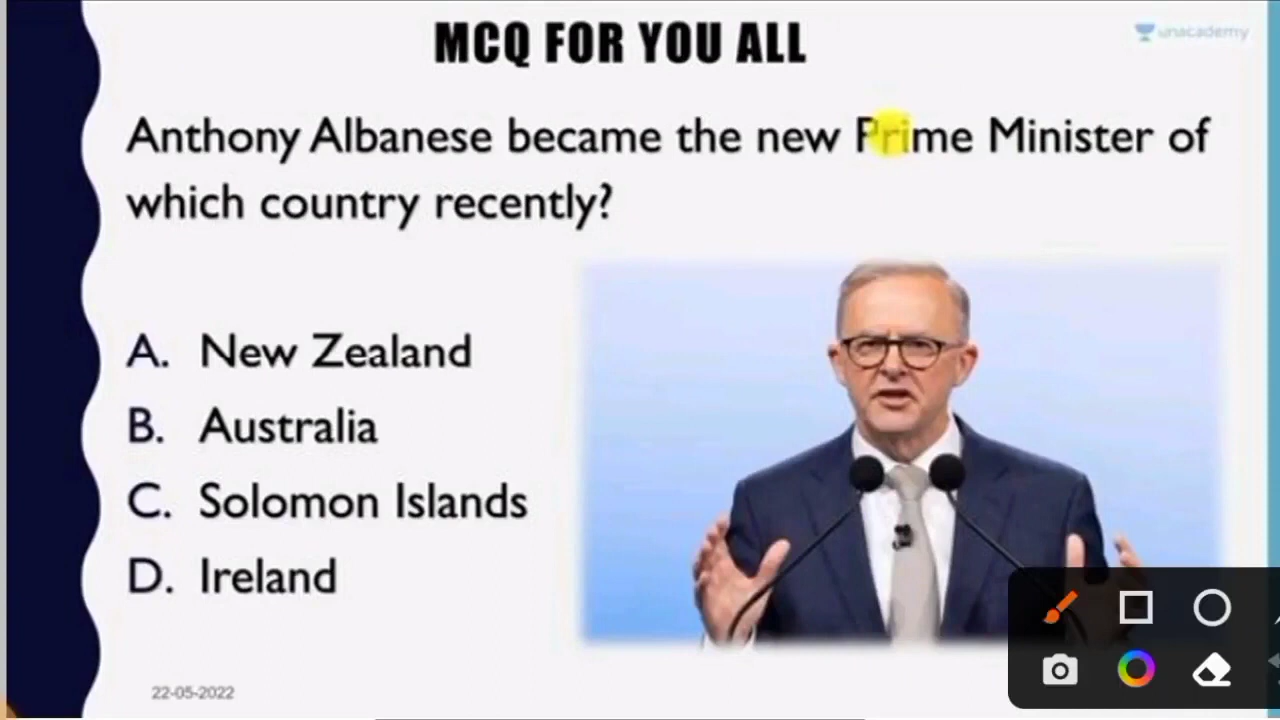 MCQ FOR YOU ALL
unacademy
Anthony Albanese became the new Prime Minister of
which country recently?
A. New Zealand
B. Australia
C. Solomon Islands
D. Ireland
22-05-2022